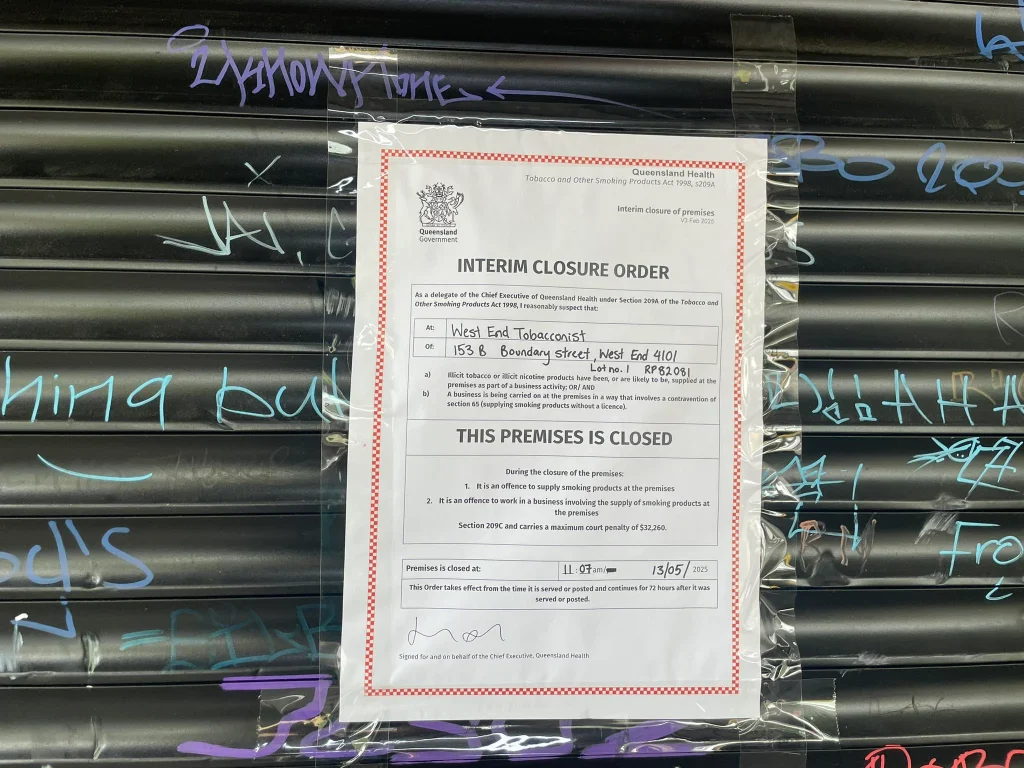 Queensland Health
Tobacco and Other Smoking Products Act 1998, s209A
Interim closure of premises
V3 Feb 2025
Queensland
Government
INTERIM CLOSURE ORDER
As a delegate of the Chief Executive of Queensland Health under Section 209A of the Tobacco and
Other Smoking Products Act 1998, I reasonably suspect that:
At: West End Tobacconist
Of: 153 B Boundary street, West End 4101
Lot no. 1 RP82081
a) Illicit tobacco or illicit nicotine products have been, or are likely to be, supplied at the
premises as part of a business activity; OR/ AND
b) A business is being carried on at the premises in a way that involves a contravention of
section 65 (supplying smoking products without a licence).
THIS PREMISES IS CLOSED
During the closure of the premises:
1. It is an offence to supply smoking products at the premises
2. It is an offence to work in a business involving the supply of smoking products at
the premises
Section 209C and carries a maximum court penalty of $32,260.
Premises is closed at: 11:07am/ 13/05/2025
This Order takes effect from the time it is served or posted and continues for 72 hours after it was
served or posted.
Signed for and on behalf of the Chief Executive, Queensland Health